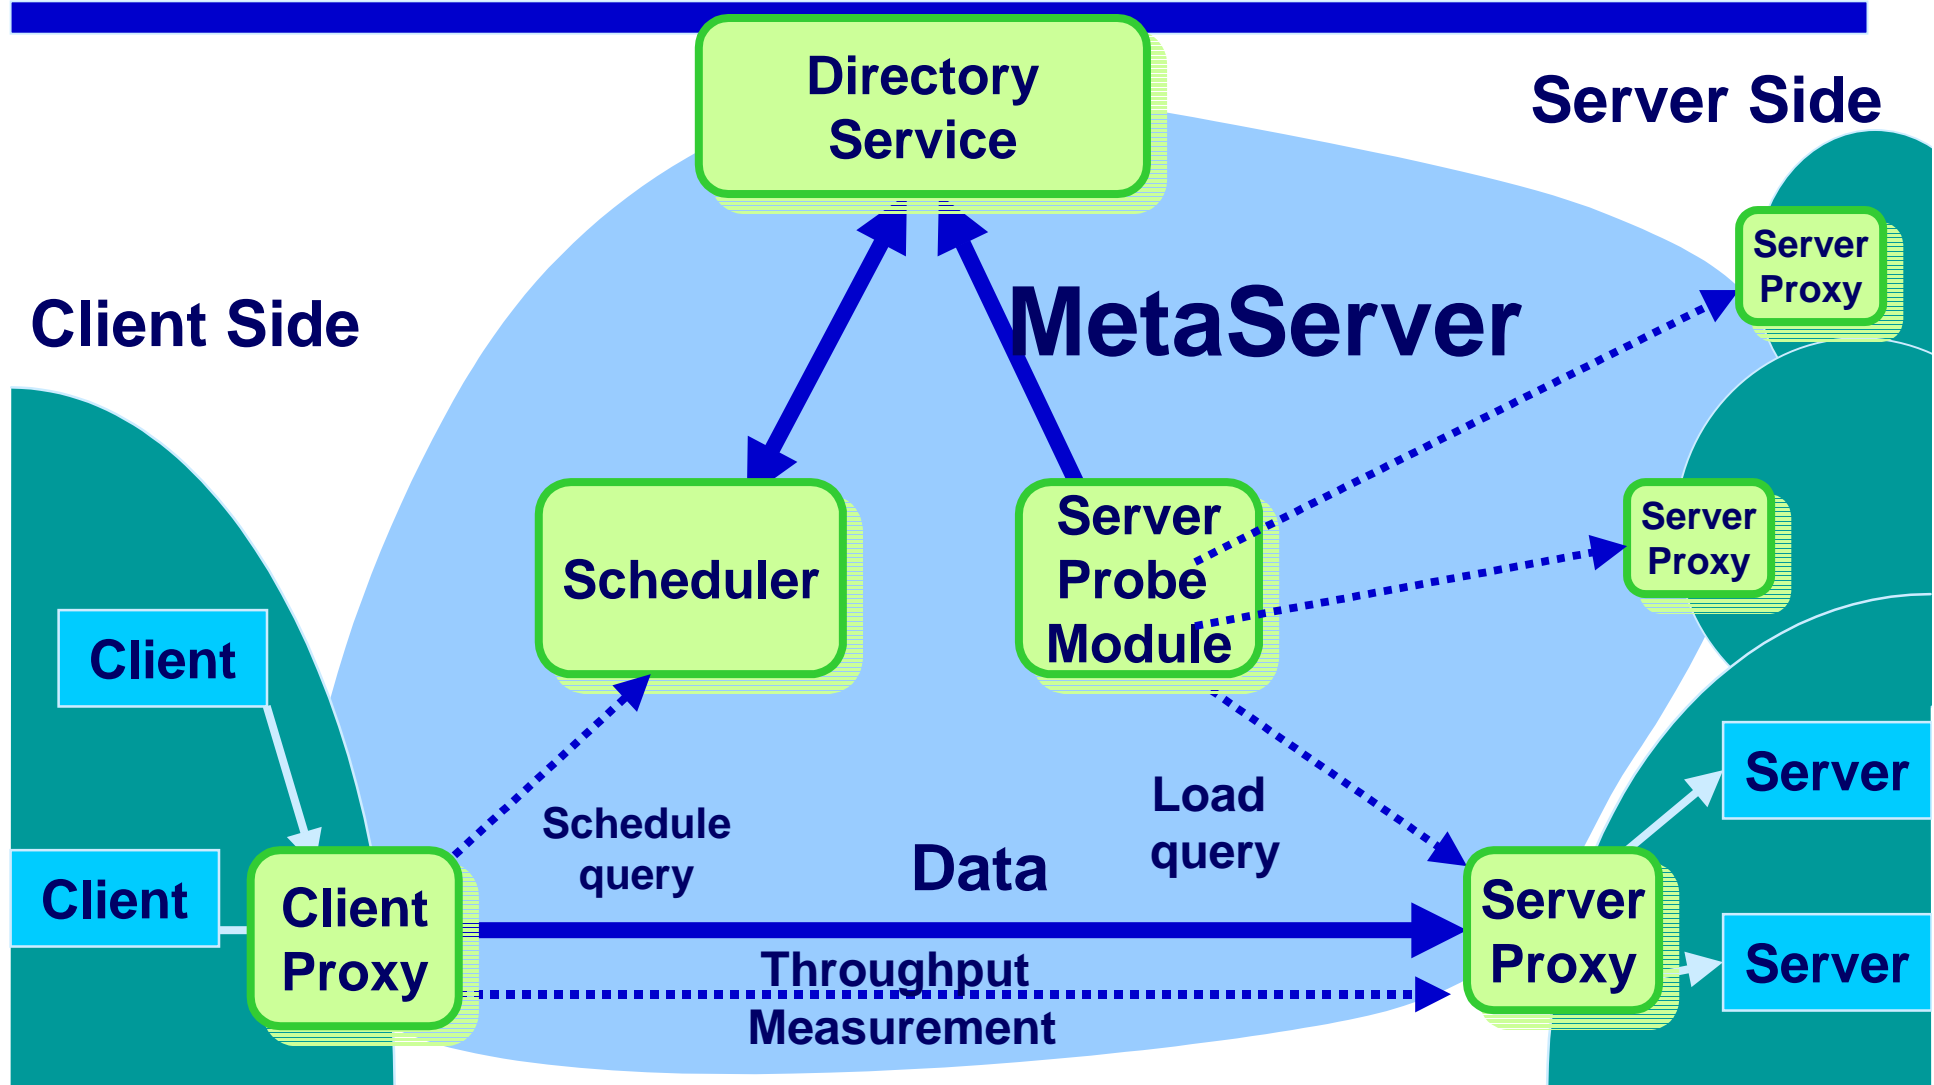 Directory
Service
Server Side
Server
Proxy
Client Side
MetaServer
Server
Proxy
Scheduler
Server
Probe
Module
Client
Server
Load
query
Schedule
query
Data
Client
Client
Proxy
Server
Proxy
Server
Throughput
Measurement